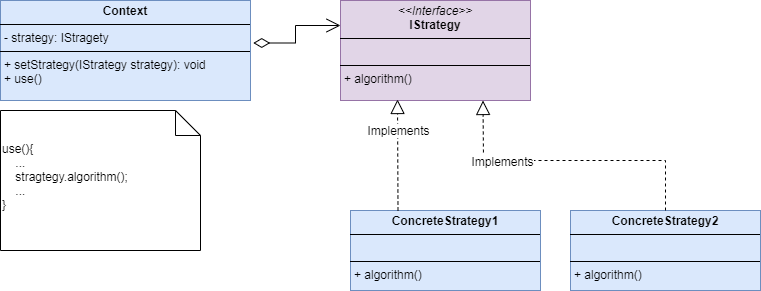 Context
- strategy: IStragety
+ setStrategy(IStrategy strategy): void
+ use()
<<Interface>>
IStrategy
+ algorithm()
use(){
...
stragtegy.algorithm();
...
}
Implements
Implements
ConcreteStrategy1
+ algorithm()
ConcreteStrategy2
+ algorithm()